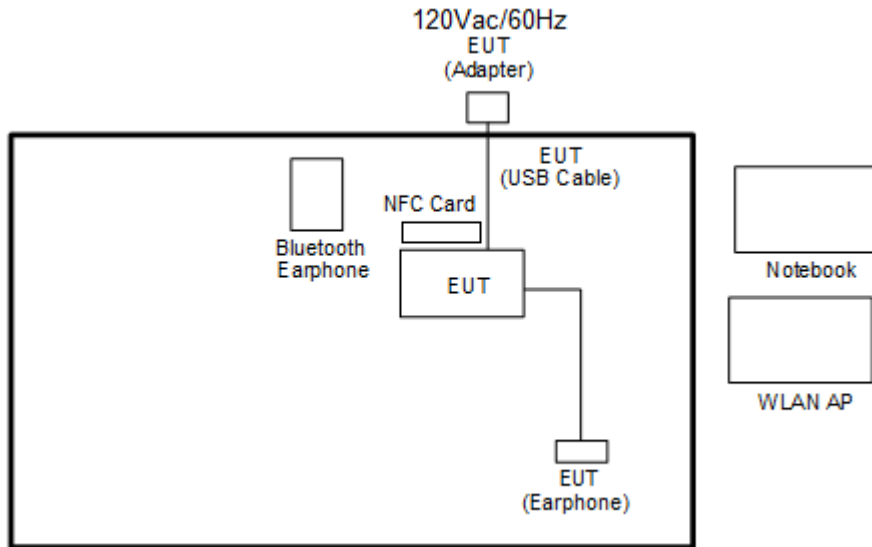 120Vac/60Hz
EUT
(Adapter)
EUT
(USB Cable)
NFC Card
Bluetooth
Earphone
EUT
Notebook
WLAN AP
EUT
(Earphone)